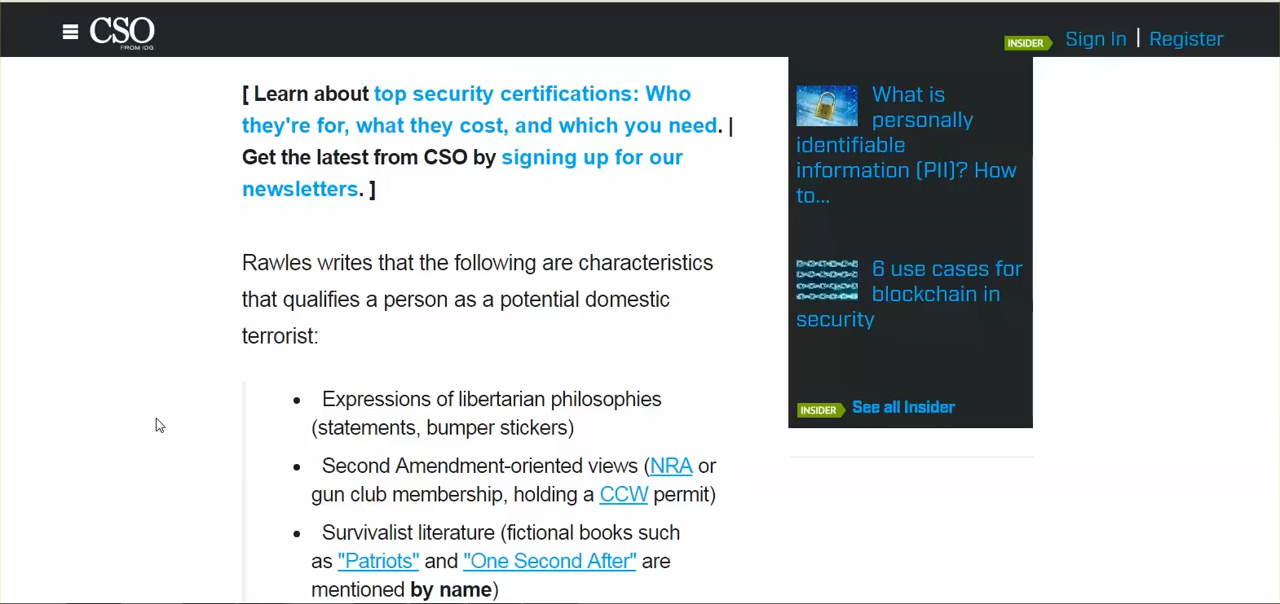 CSO
FROM IDG
INSIDER Sign In | Register
[ Learn about top security certifications: Who
they're for, what they cost, and which you need. |
Get the latest from CSO by signing up for our
newsletters. ]
Rawles writes that the following are characteristics
that qualifies a person as a potential domestic
terrorist:
• Expressions of libertarian philosophies
(statements, bumper stickers)
• Second Amendment-oriented views (NRA or
gun club membership, holding a CCW permit)
• Survivalist literature (fictional books such
as "Patriots" and "One Second After" are
mentioned by name)
What is
personally
identifiable
information (PII)? How
to...
6 use cases for
blockchain in
security
INSIDER See all Insider